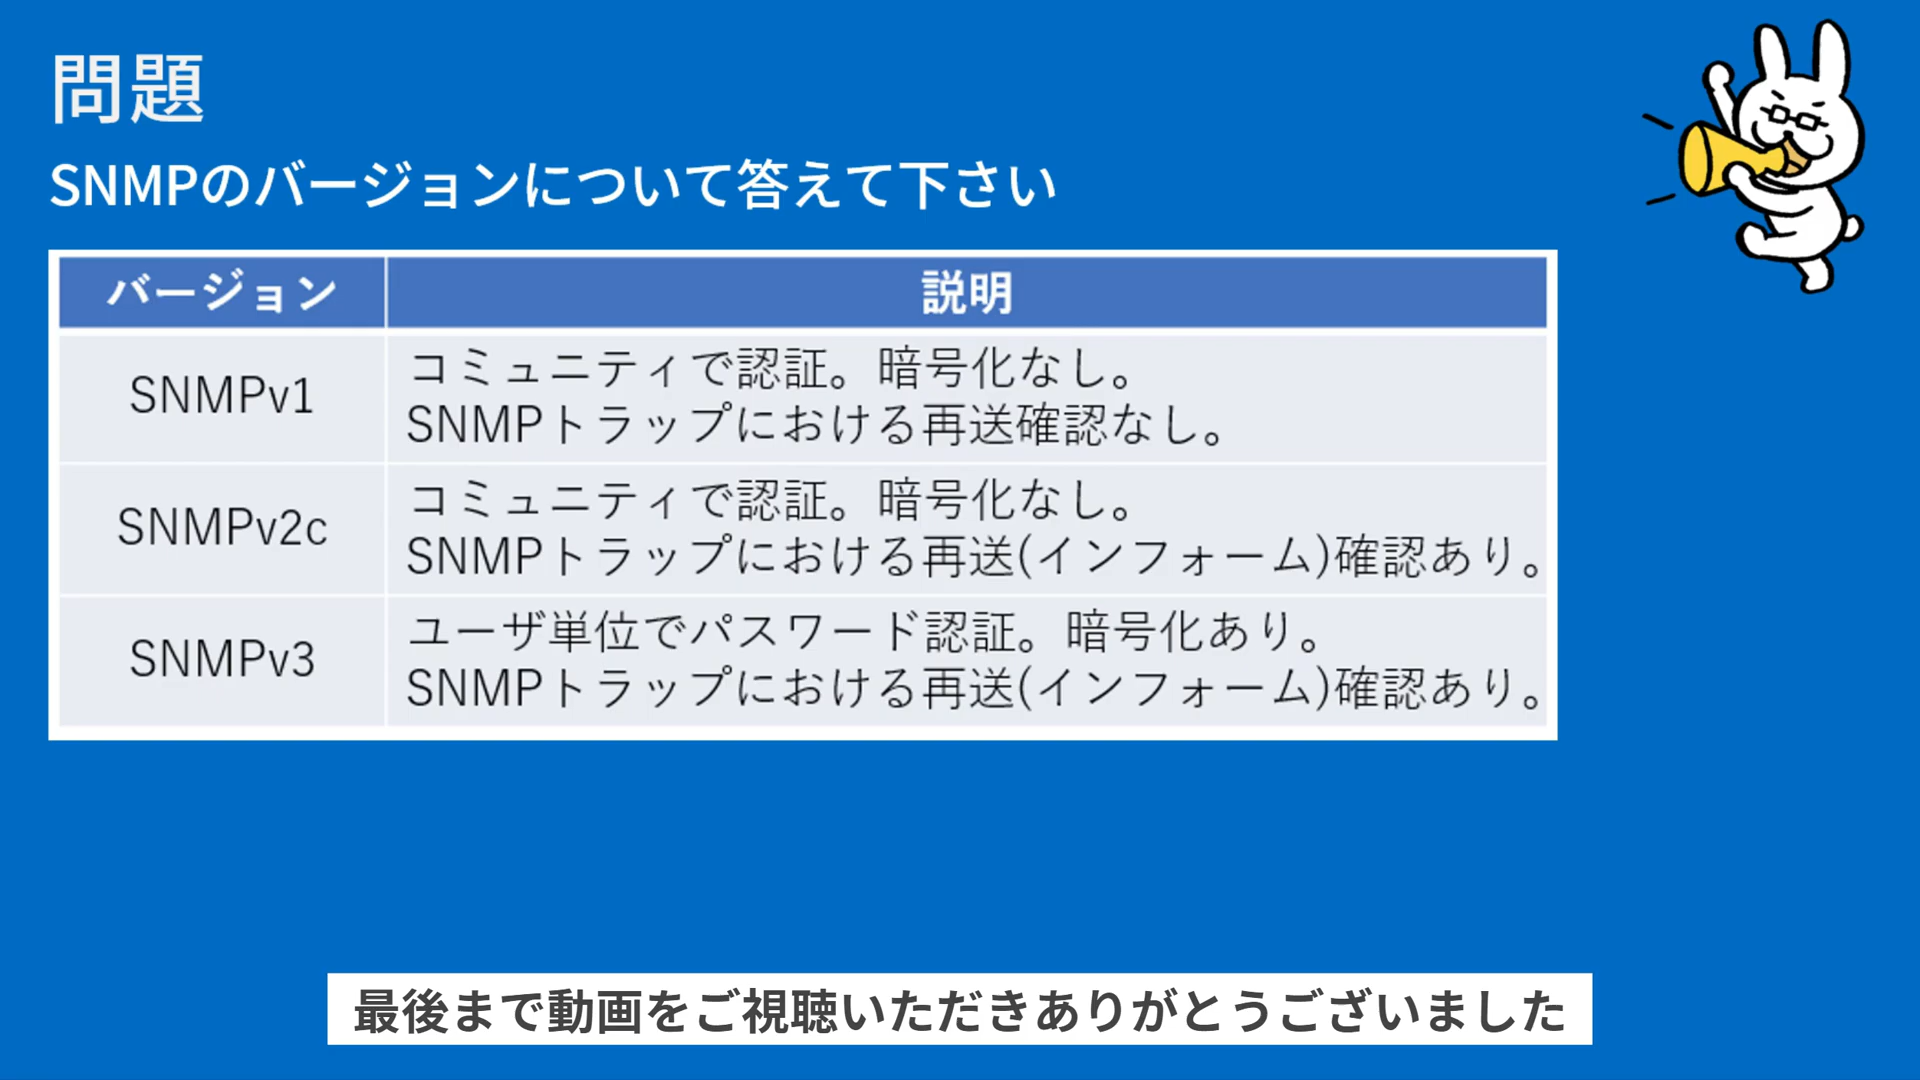 問題
SNMPのバージョンについて答えて下さい
バージョン 説明
SNMPv1
コミュニティで認証。暗号化なし。
SNMPトラップにおける再送確認なし。
SNMPv2c
コミュニティで認証。暗号化なし。
SNMPトラップにおける再送(インフォーム)確認あり。
SNMPv3
ユーザ単位でパスワード認証。暗号化あり。
SNMPトラップにおける再送(インフォーム)確認あり。
最後まで動画をご視聴いただきありがとうございました